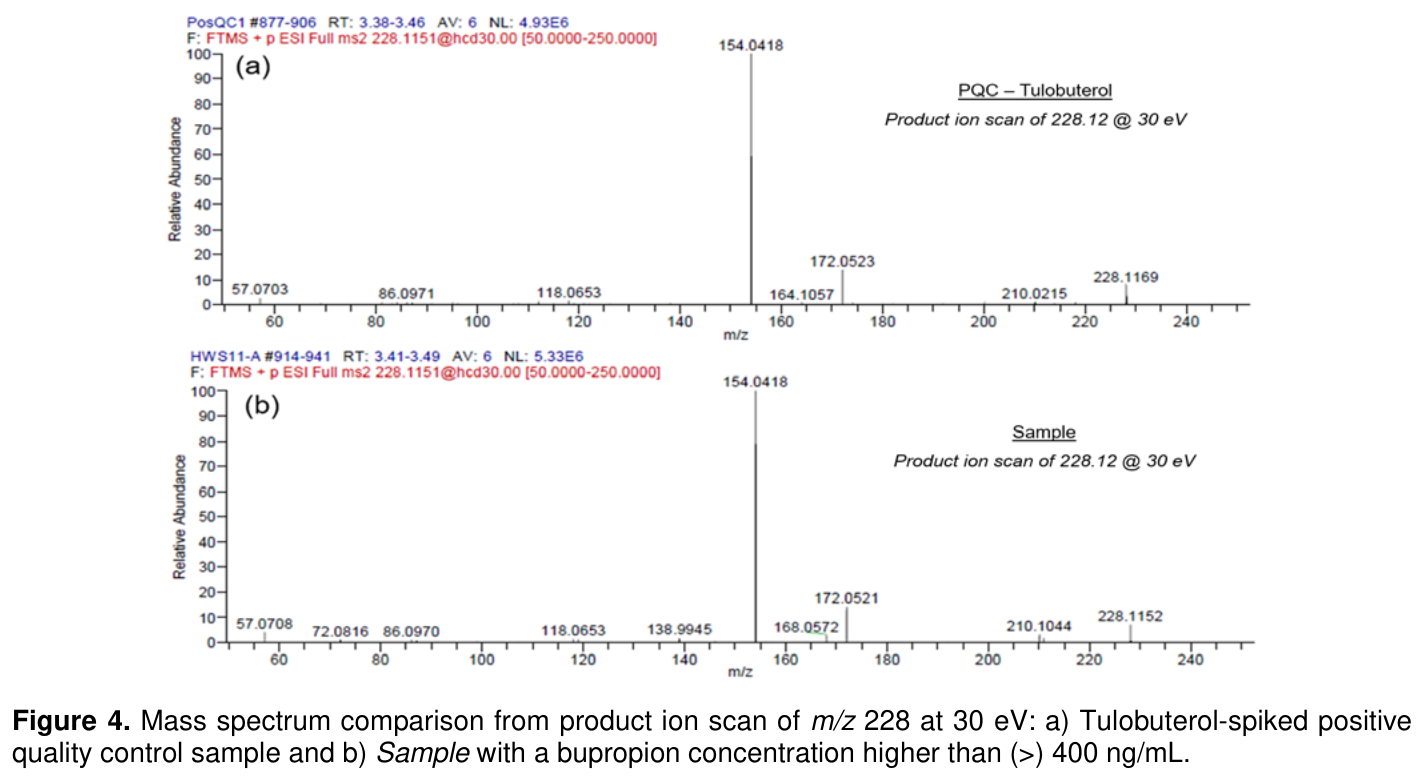 PosQC1 #877-906 RT: 3.38-3.46 AV: 6 NL: 4.93E6
F: FTMS + p ESI Full ms2 228.1151@hcd30.00 [50.0000-250.0000]
(a)
PQC – Tulobuterol
Product ion scan of 228.12 @ 30 eV
Relative Abundance
100
90
80
70
60
50
40
30
20
10
0
154.0418
57.0703
86.0971
118.0653
164.1057
172.0523
210.0215
228.1169
60 80 100 120 140 160 180 200 220 240
m/z
HWS11-A #914-941 RT: 3.41-3.49 AV: 6 NL: 5.33E6
F: FTMS + p ESI Full ms2 228.1151@hcd30.00 [50.0000-250.0000]
(b)
Sample
Product ion scan of 228.12 @ 30 eV
Relative Abundance
100
90
80
70
60
50
40
30
20
10
0
154.0418
57.0708
72.0816
86.0970
118.0653
138.9945
168.0572
172.0521
210.1044
228.1152
60 80 100 120 140 160 180 200 220 240
m/z
Figure 4. Mass spectrum comparison from product ion scan of m/z 228 at 30 eV: a) Tulobuterol-spiked positive
quality control sample and b) Sample with a bupropion concentration higher than (>) 400 ng/mL.